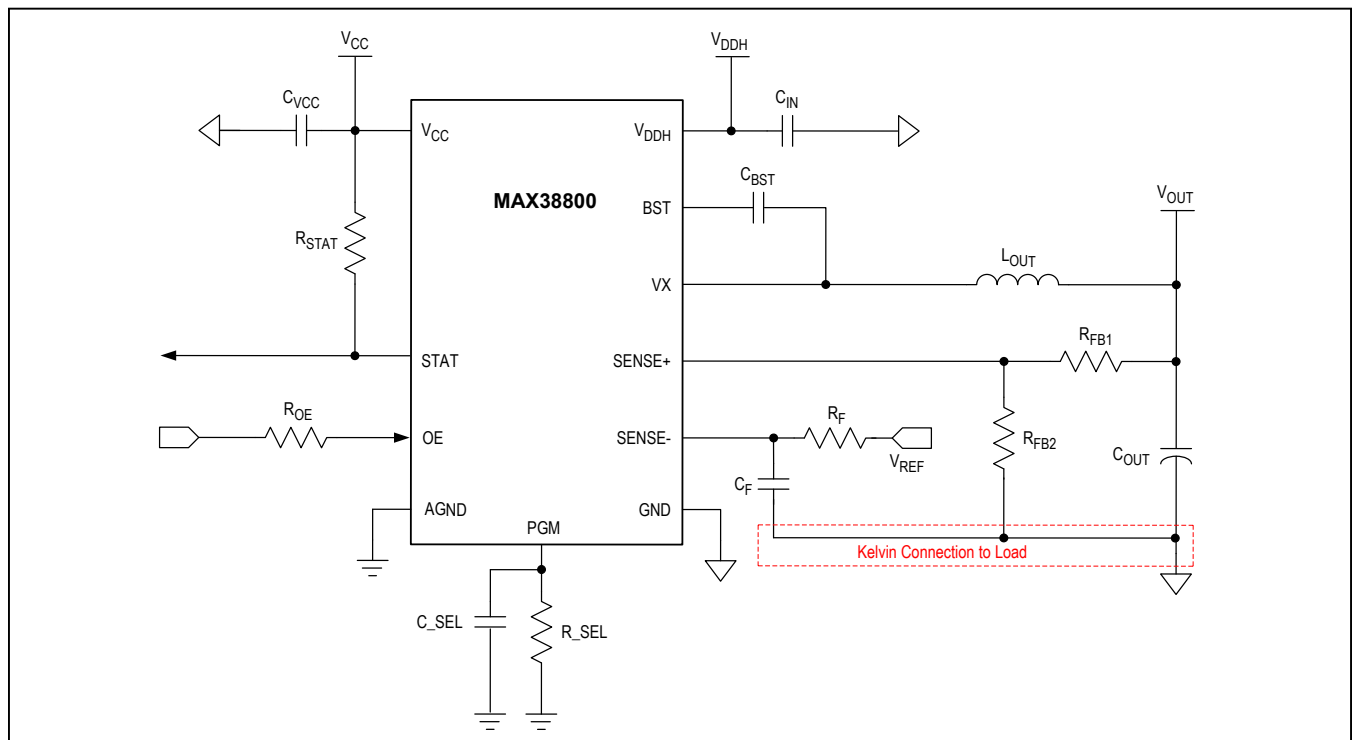 VCC
VDDH
CVCC
CIN
VCC
VDDH
MAX38800
CBST
BST
VOUT
RSTAT
LOUT
VX
RFB1
STAT
SENSE+
ROE
OE
SENSE-
RF
VREF
RFB2
COUT
CF
AGND
GND
PGM
Kelvin Connection to Load
C_SEL
R_SEL